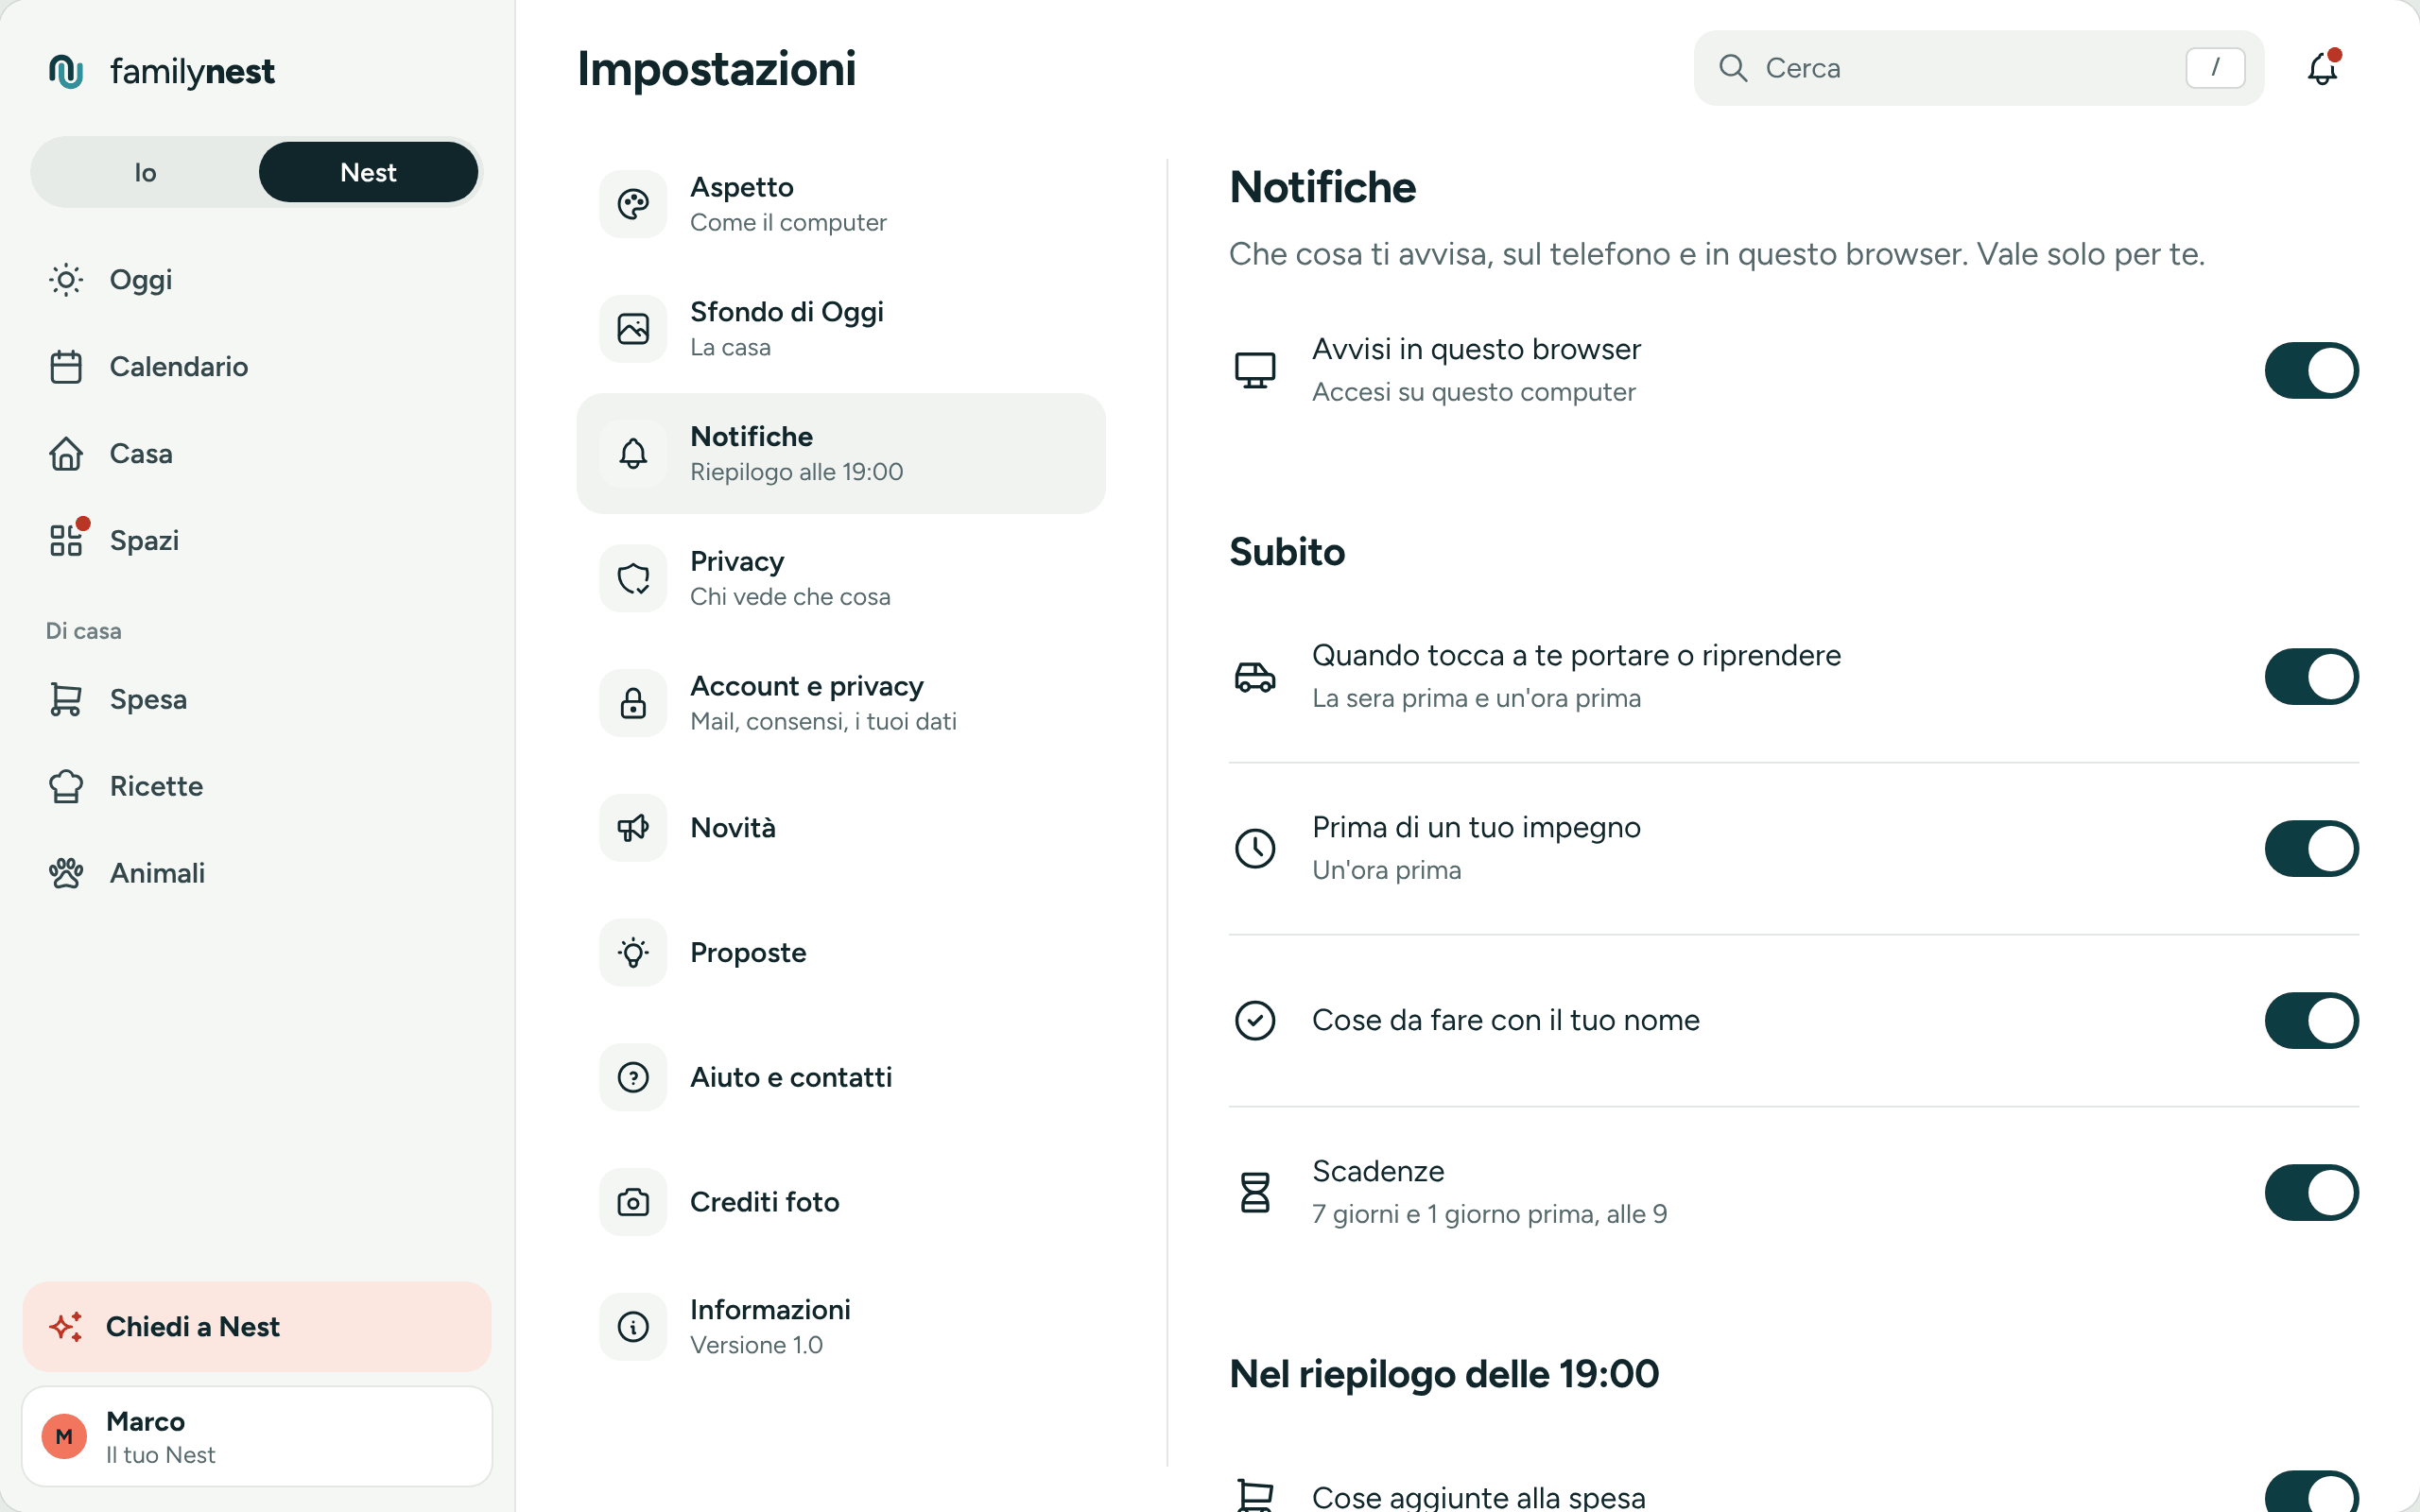 familynest
Io
Nest
Oggi
Calendario
Casa
Spazi
Di casa
Spesa
Ricette
Animali
Chiedi a Nest
M
Marco
Il tuo Nest
Impostazioni
Cerca
/
Aspetto
Come il computer
Sfondo di Oggi
La casa
Notifiche
Riepilogo alle 19:00
Privacy
Chi vede che cosa
Account e privacy
Mail, consensi, i tuoi dati
Novità
Proposte
Aiuto e contatti
Crediti foto
Informazioni
Versione 1.0
Notifiche
Che cosa ti avvisa, sul telefono e in questo browser. Vale solo per te.
Avvisi in questo browser
Accesi su questo computer
Subito
Quando tocca a te portare o riprendere
La sera prima e un'ora prima
Prima di un tuo impegno
Un'ora prima
Cose da fare con il tuo nome
Scadenze
7 giorni e 1 giorno prima, alle 9
Nel riepilogo delle 19:00
Cose aggiunte alla spesa